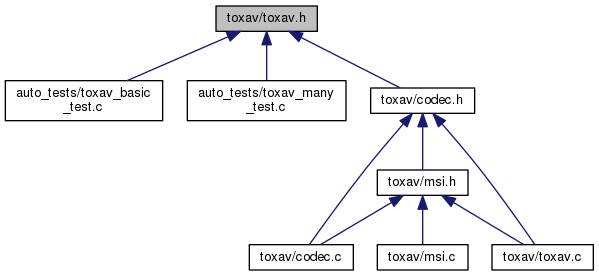 toxav/toxav.h
auto_tests/toxav_basic
_test.c
auto_tests/toxav_many
_test.c
toxav/codec.h
toxav/msi.h
toxav/codec.c
toxav/msi.c
toxav/toxav.c